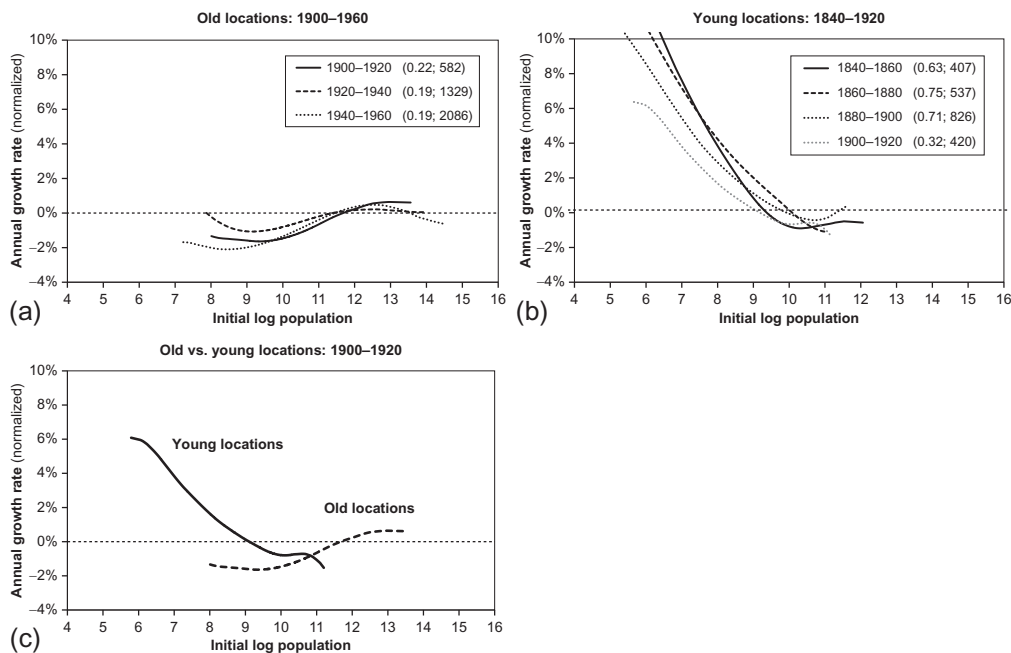 Old locations: 1900–1960
Annual growth rate (normalized)
10%
8%
6%
4%
2%
0%
–2%
–4%
1900–1920 (0.22; 582)
1920–1940 (0.19; 1329)
1940–1960 (0.19; 2086)
4 5 6 7 8 9 10 11 12 13 14 15 16
(a)
Initial log population
Young locations: 1840–1920
Annual growth rate (normalized)
10%
8%
6%
4%
2%
0%
–2%
–4%
1840–1860 (0.63; 407)
1860–1880 (0.75; 537)
1880–1900 (0.71; 826)
1900–1920 (0.32; 420)
4 5 6 7 8 9 10 11 12 13 14 15 16
(b)
Initial log population
Old vs. young locations: 1900–1920
Annual growth rate (normalized)
10%
8%
6%
4%
2%
0%
–2%
–4%
Young locations
Old locations
4 5 6 7 8 9 10 11 12 13 14 15 16
(c)
Initial log population